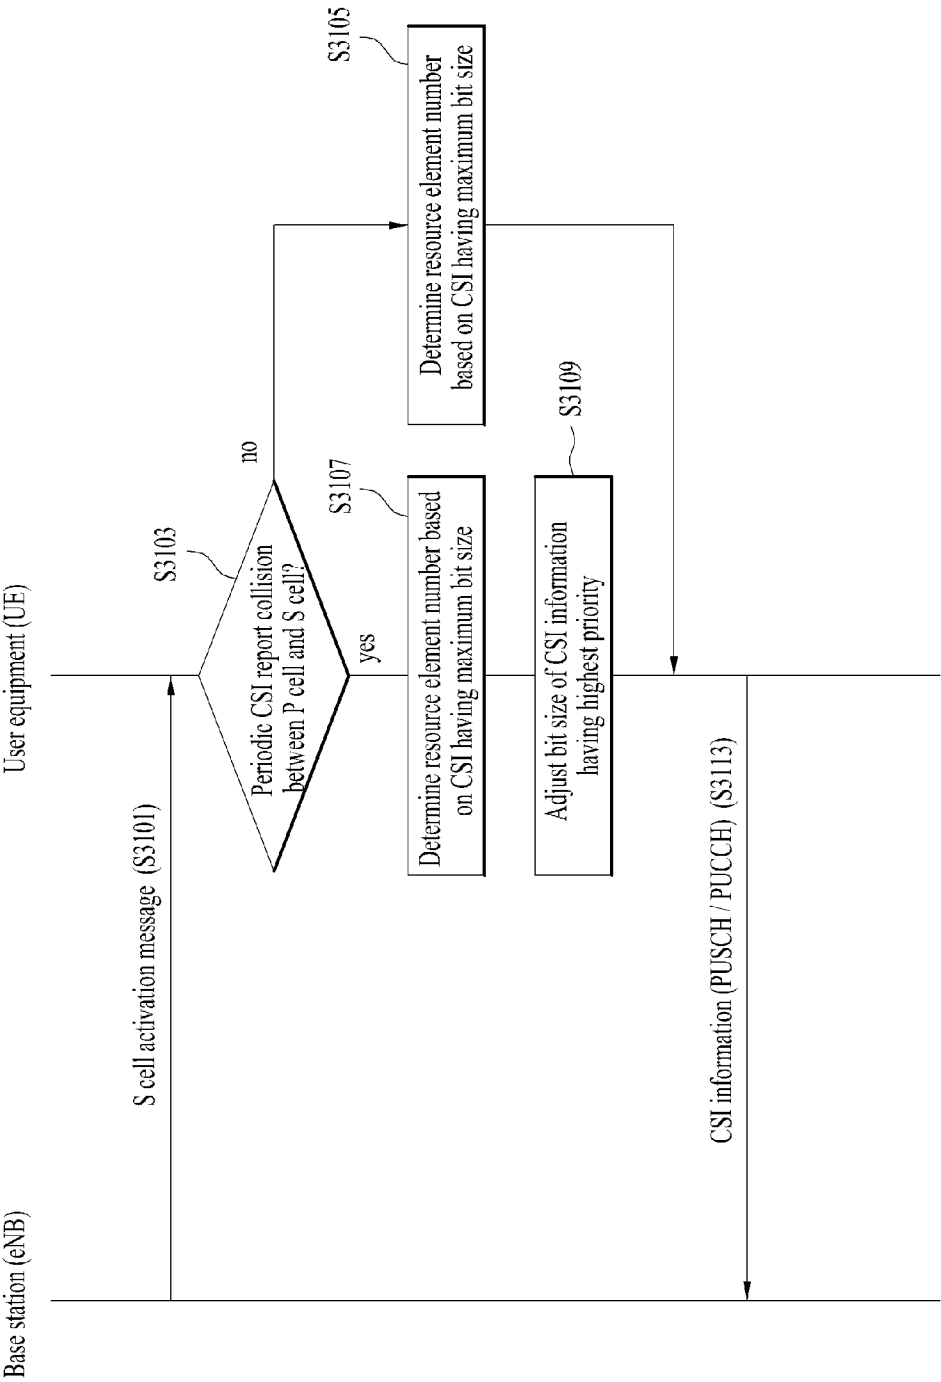 Base station (eNB)
User equipment (UE)
S cell activation message (S3101)
S3103
Periodic CSI report collision
between P cell and S cell?
no
yes
S3105
Determine resource element number
based on CSI having maximum bit size
S3107
Determine resource element number based
on CSI having maximum bit size
S3109
Adjust bit size of CSI information
having highest priority
CSI information (PUSCH / PUCCH) (S3113)